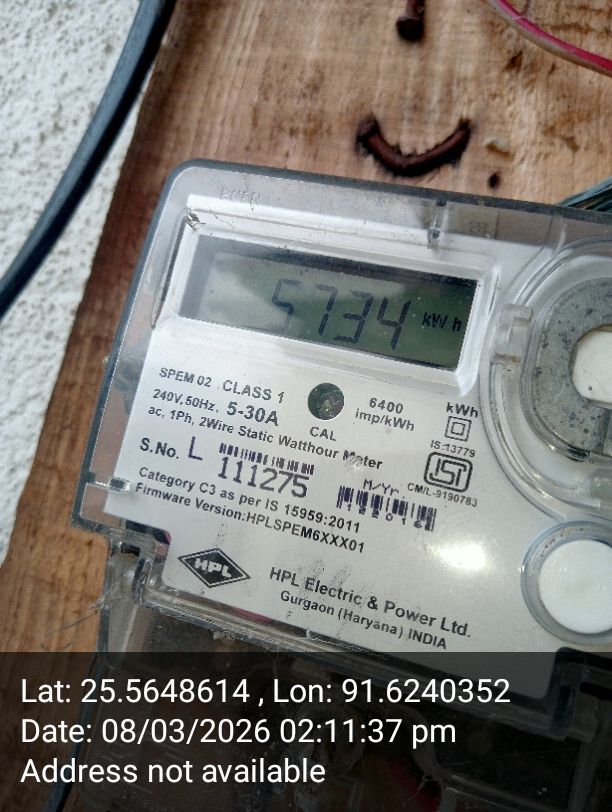 5734 kWh
SPEM 02 CLASS 1
240V,50Hz, 5-30A
CAL
6400
imp/kWh
kWh
ac, 1Ph, 2Wire Static Watthour Meter
IS:13779
ISI
CM/L-9190783
S.No. L
111275
M/Yr.
Category C3 as per IS 15959:2011
Firmware Version:HPLSPEM6XXX01
HPL
HPL Electric & Power Ltd.
Gurgaon (Haryana) INDIA
Lat: 25.5648614 , Lon: 91.6240352
Date: 08/03/2026 02:11:37 pm
Address not available